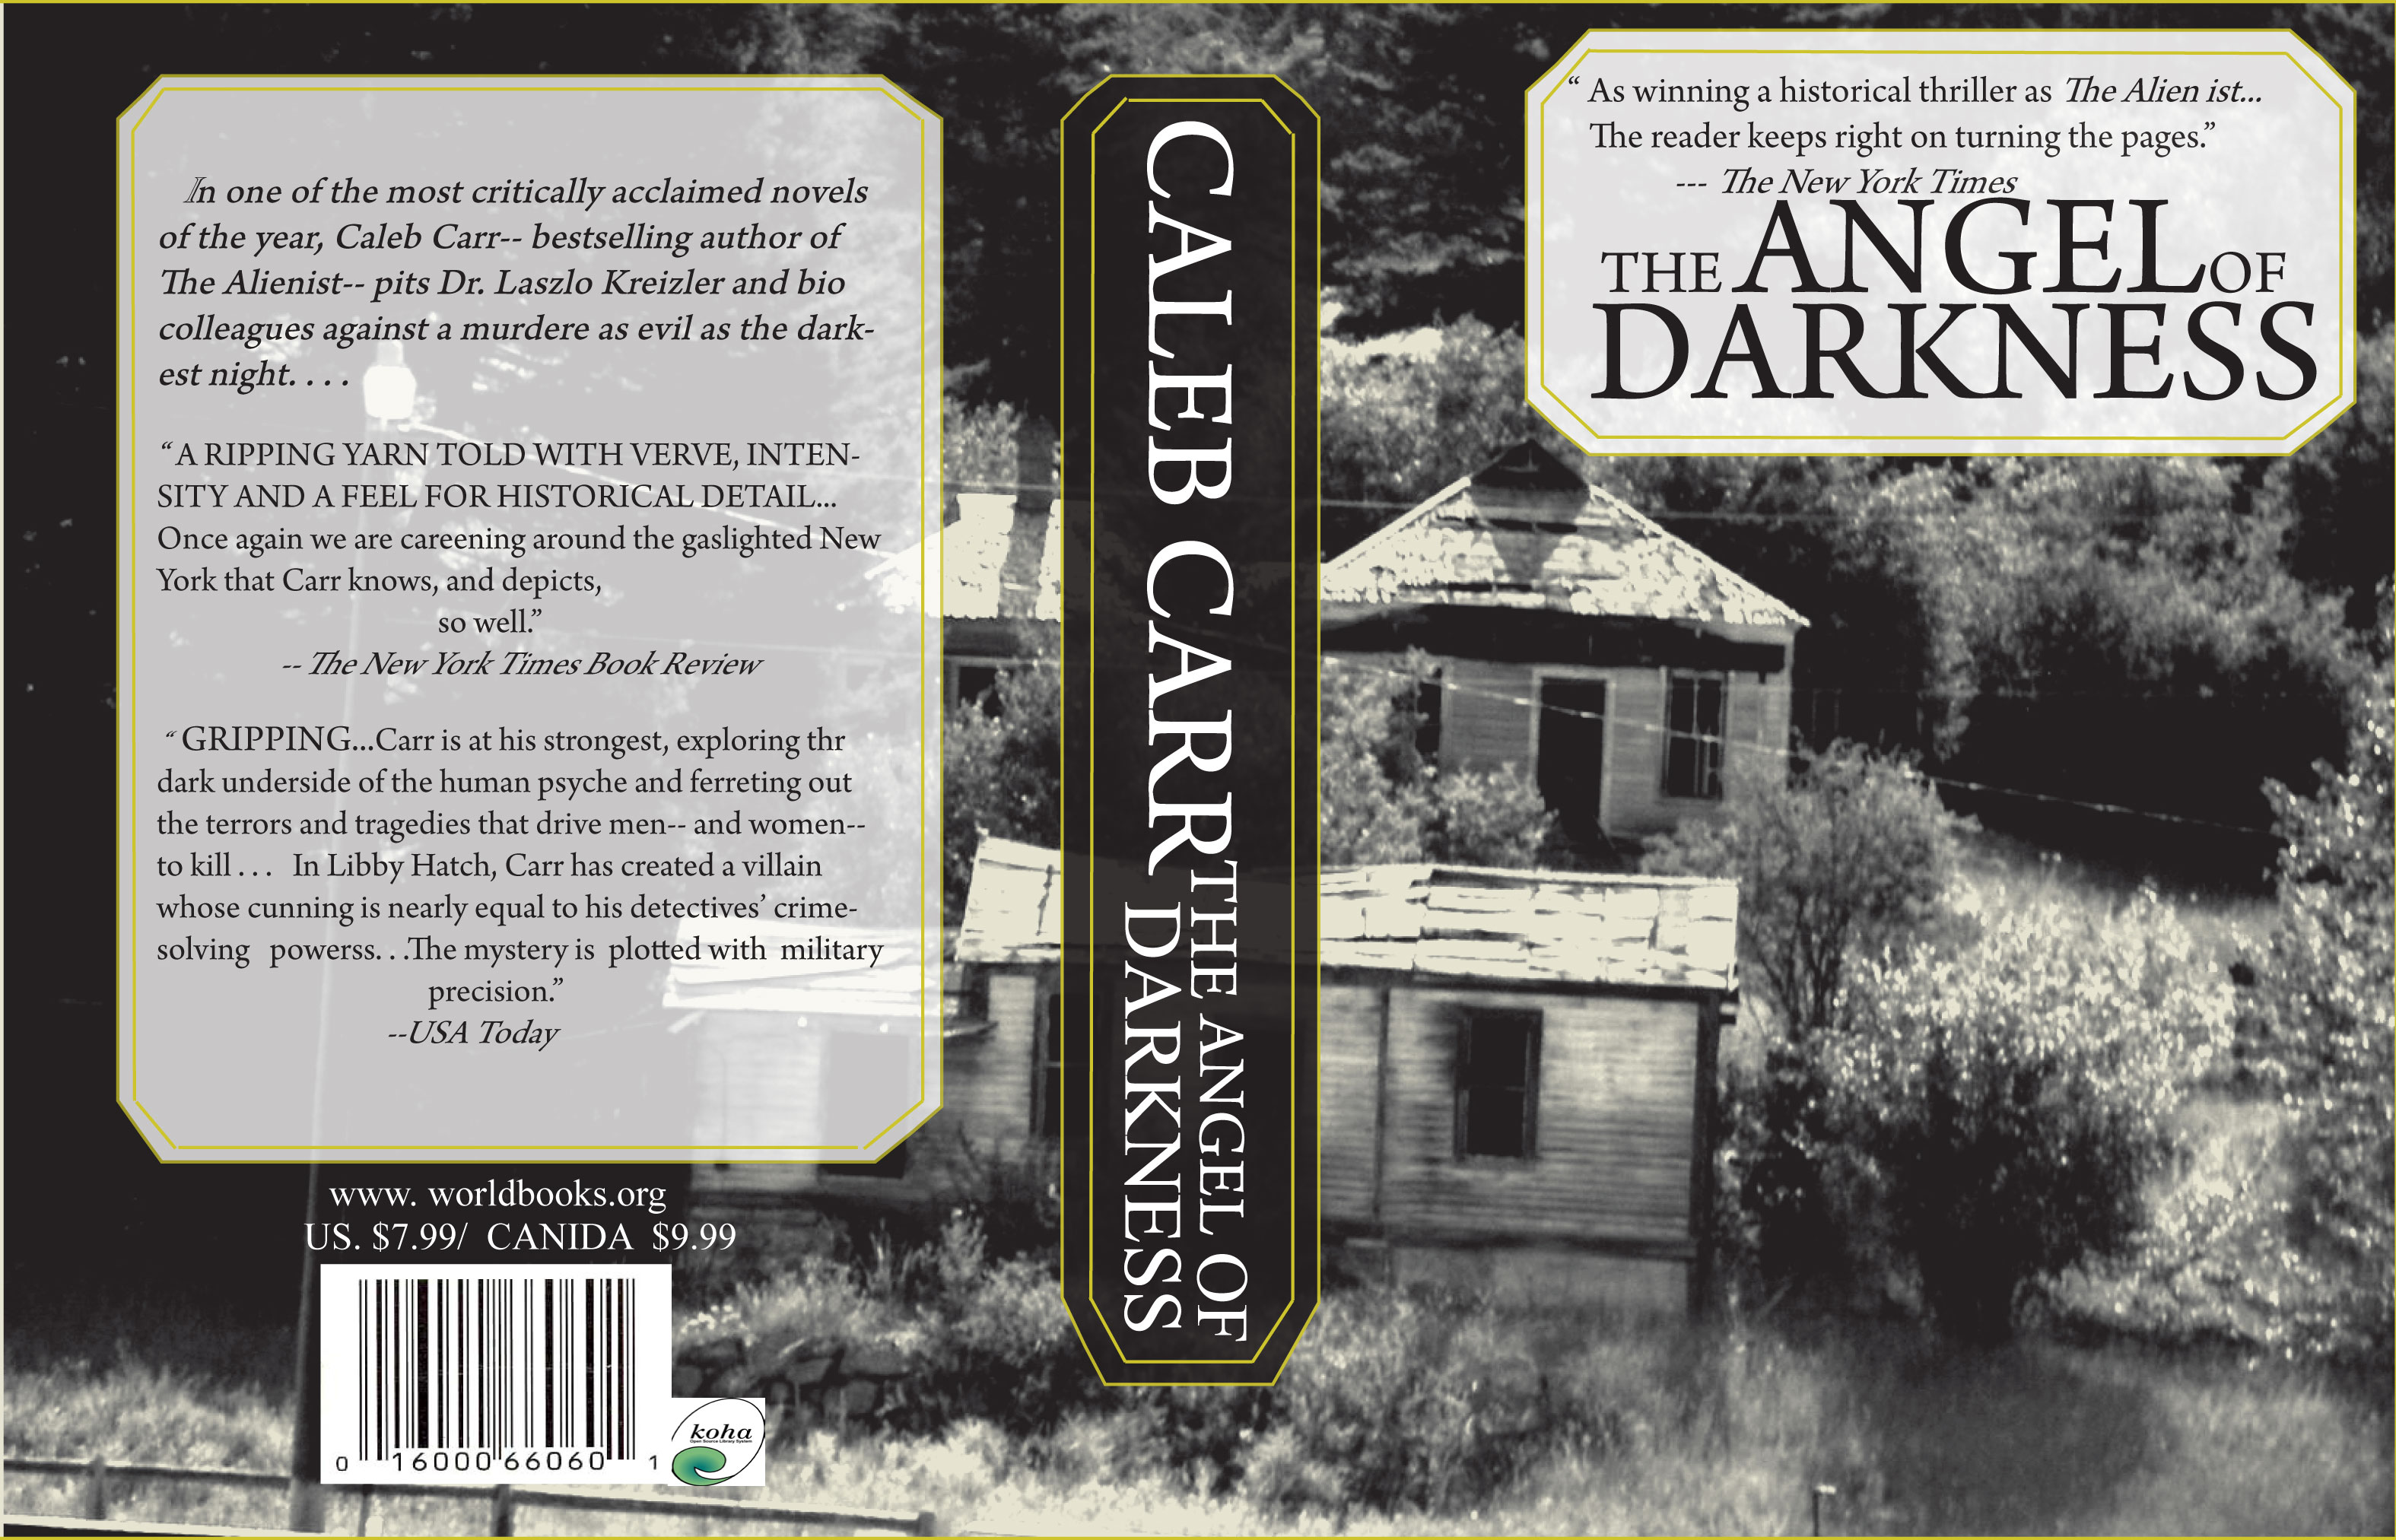 In one of the most critically acclaimed novels
of the year, Caleb Carr-- bestselling author of
The Alienist-- pits Dr. Laszlo Kreizler and bio
colleagues against a murdere as evil as the dark-
est night. . . .
“A RIPPING YARN TOLD WITH VERVE, INTEN-
SITY AND A FEEL FOR HISTORICAL DETAIL...
Once again we are careening around the gaslighted New
York that Carr knows, and depicts,
so well.”
-- The New York Times Book Review
“ GRIPPING...Carr is at his strongest, exploring thr
dark underside of the human psyche and ferreting out
the terrors and tragedies that drive men-- and women--
to kill . . .   In Libby Hatch, Carr has created a villain
whose cunning is nearly equal to his detectives’ crime-
solving  powerss. . .The mystery is  plotted with  military
precision.”
--USA Today
www. worldbooks.org
US. $7.99/  CANIDA  $9.99
0 16000 66060 1
koha
Open Source Library System
CALEB CARR
THE ANGEL OF
DARKNESS
“ As winning a historical thriller as The Alien ist...
The reader keeps right on turning the pages.”
--- The New York Times
THE ANGEL OF
DARKNESS